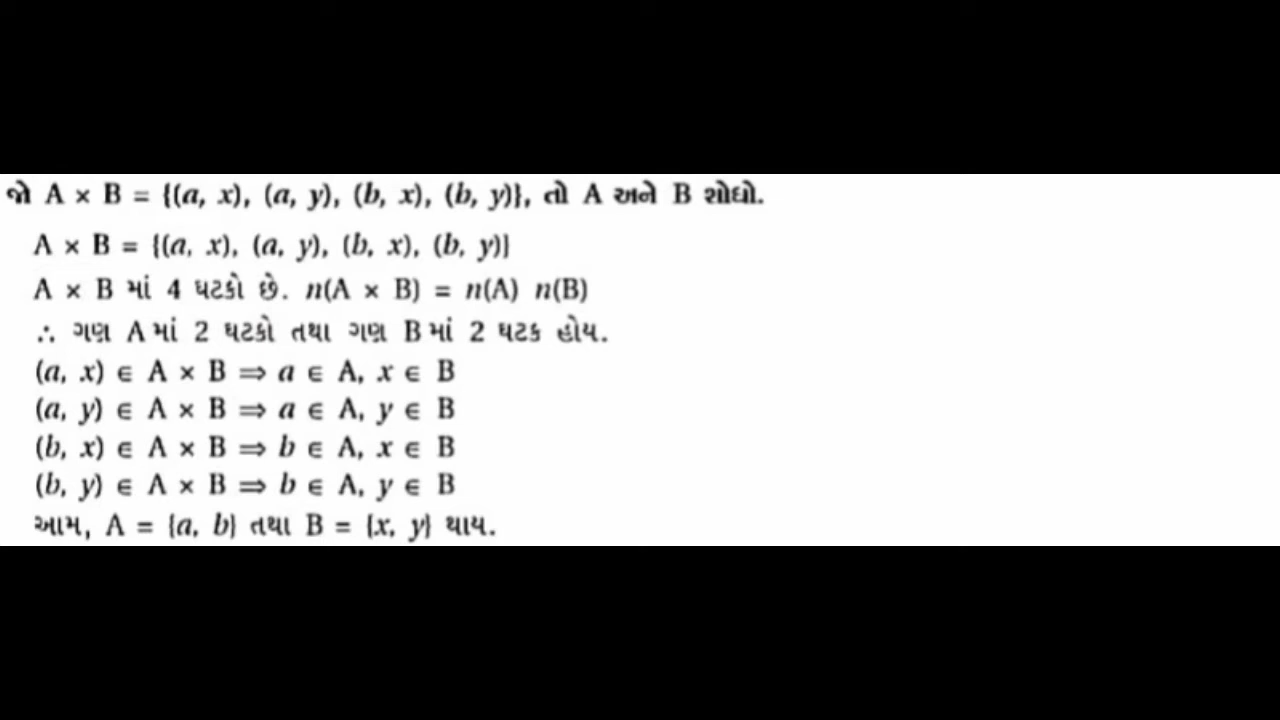 જો A × B = {(a, x), (a, y), (b, x), (b, y)}, તો A અને B શોધો.
A × B = {(a, x), (a, y), (b, x), (b, y)}
A × B માં 4 ઘટકો છે. n(A × B) = n(A) n(B)
∴ ગણ A માં 2 ઘટકો તથા ગણ B માં 2 ઘટક હોય.
(a, x) ∈ A × B ⇒ a ∈ A, x ∈ B
(a, y) ∈ A × B ⇒ a ∈ A, y ∈ B
(b, x) ∈ A × B ⇒ b ∈ A, x ∈ B
(b, y) ∈ A × B ⇒ b ∈ A, y ∈ B
આમ, A = {a, b} તથા B = {x, y} થાય.